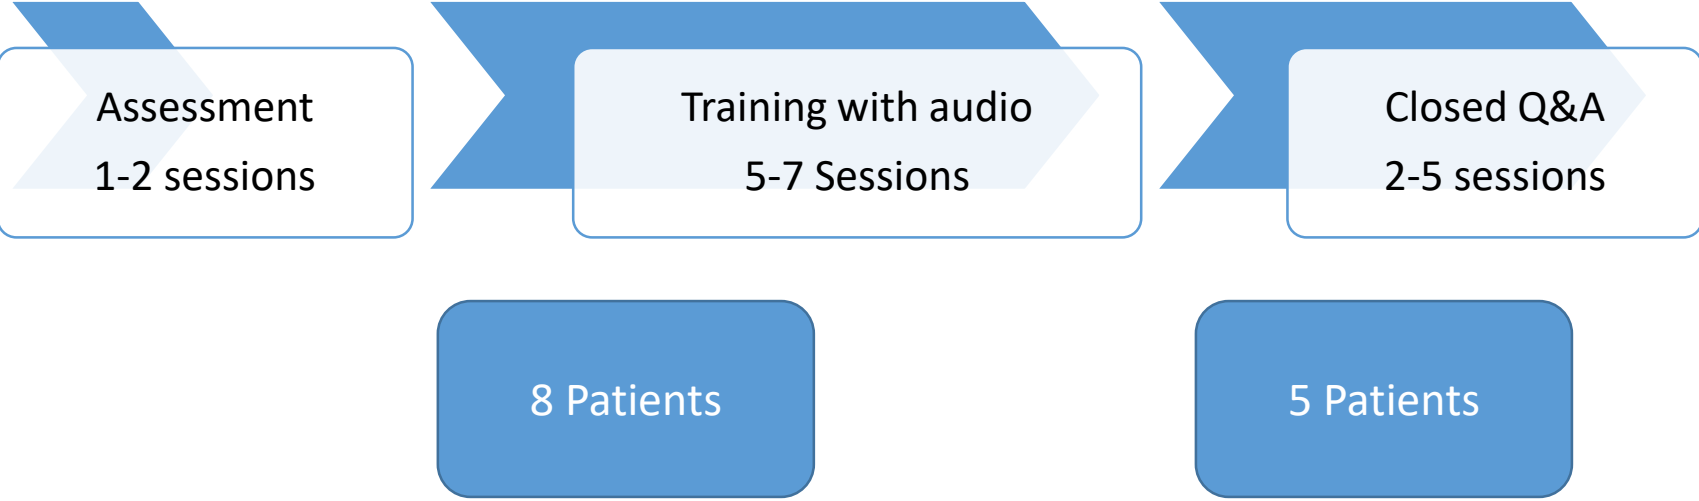 Assessment
1-2 sessions
Training with audio
5-7 Sessions
Closed Q&A
2-5 sessions
8 Patients
5 Patients